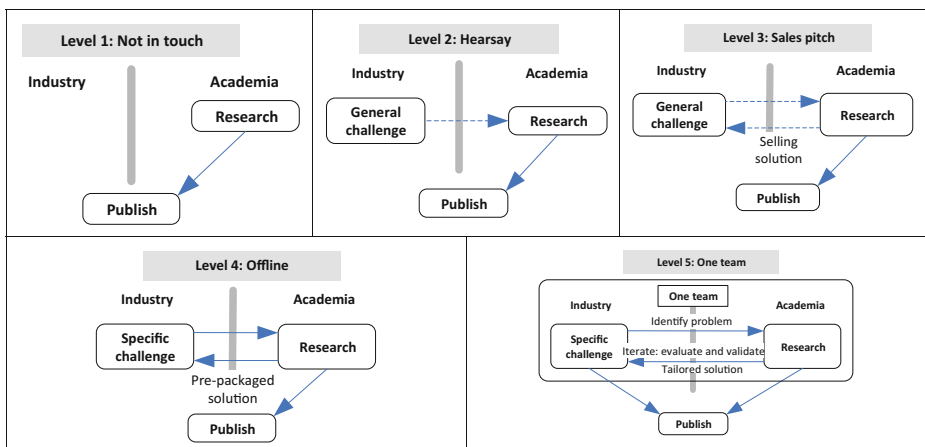 Level 1: Not in touch
Industry
Academia
Research
Publish
Level 2: Hearsay
Industry
Academia
General
challenge
Research
Publish
Level 3: Sales pitch
Industry
Academia
General
challenge
Research
Selling
solution
Publish
Level 4: Offline
Industry
Academia
Specific
challenge
Research
Pre-packaged
solution
Publish
Level 5: One team
One team
Industry
Academia
Identify problem
Specific
challenge
Iterate: evaluate and validate
Research
Tailored solution
Publish